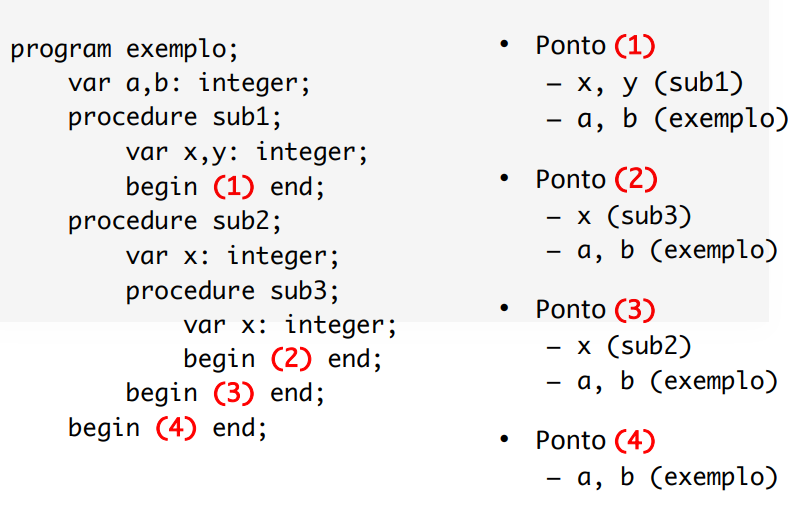 program exemplo;
var a,b: integer;
procedure sub1;
var x,y: integer;
begin (1) end;
procedure sub2;
var x: integer;
procedure sub3;
var x: integer;
begin (2) end;
begin (3) end;
begin (4) end;
• Ponto (1)
– x, y (sub1)
– a, b (exemplo)
• Ponto (2)
– x (sub3)
– a, b (exemplo)
• Ponto (3)
– x (sub2)
– a, b (exemplo)
• Ponto (4)
– a, b (exemplo)